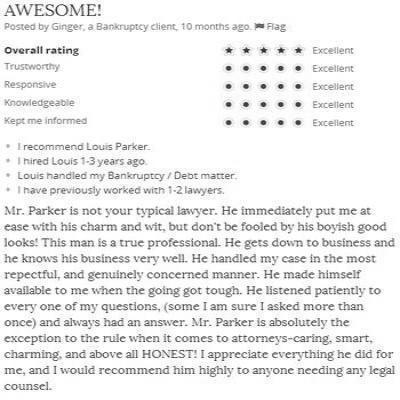 AWESOME!
Posted by Ginger, a Bankruptcy client, 10 months ago. Flag
Overall rating Excellent
Trustworthy Excellent
Responsive Excellent
Knowledgeable Excellent
Kept me informed Excellent
• I recommend Louis Parker.
• I hired Louis 1-3 years ago.
• Louis handled my Bankruptcy / Debt matter.
• I have previously worked with 1-2 lawyers.
Mr. Parker is not your typical lawyer. He immediately put me at
ease with his charm and wit, but don't be fooled by his boyish good
looks! This man is a true professional. He gets down to business and
he knows his business very well. He handled my case in the most
repectful, and genuinely concerned manner. He made himself
available to me when the going got tough. He listened patiently to
every one of my questions, (some I am sure I asked more than
once) and always had an answer. Mr. Parker is absolutely the
exception to the rule when it comes to attorneys-caring, smart,
charming, and above all HONEST! I appreciate everything he did for
me, and I would recommend him highly to anyone needing any legal
counsel.